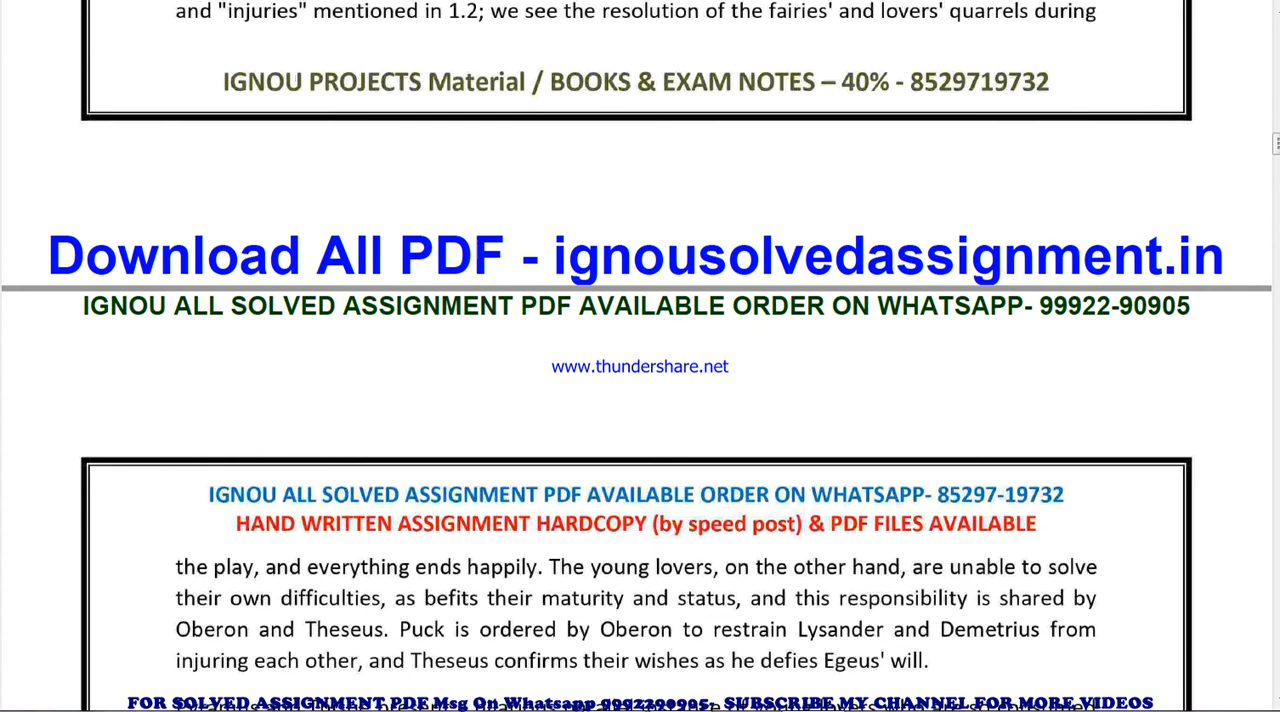 and "injuries" mentioned in 1.2; we see the resolution of the fairies' and lovers' quarrels during
IGNOU PROJECTS Material / BOOKS & EXAM NOTES – 40% - 8529719732
Download All PDF - ignousolvedassignment.in
IGNOU ALL SOLVED ASSIGNMENT PDF AVAILABLE ORDER ON WHATSAPP- 99922-90905
www.thundershare.net
IGNOU ALL SOLVED ASSIGNMENT PDF AVAILABLE ORDER ON WHATSAPP- 85297-19732
HAND WRITTEN ASSIGNMENT HARDCOPY (by speed post) & PDF FILES AVAILABLE
the play, and everything ends happily. The young lovers, on the other hand, are unable to solve
their own difficulties, as befits their maturity and status, and this responsibility is shared by
Oberon and Theseus. Puck is ordered by Oberon to restrain Lysander and Demetrius from
injuring each other, and Theseus confirms their wishes as he defies Egeus' will.
FOR SOLVED ASSIGNMENT PDF Msg On Whatsapp 9992290905- SUBSCRIBE MY CHANNEL FOR MORE VIDEOS